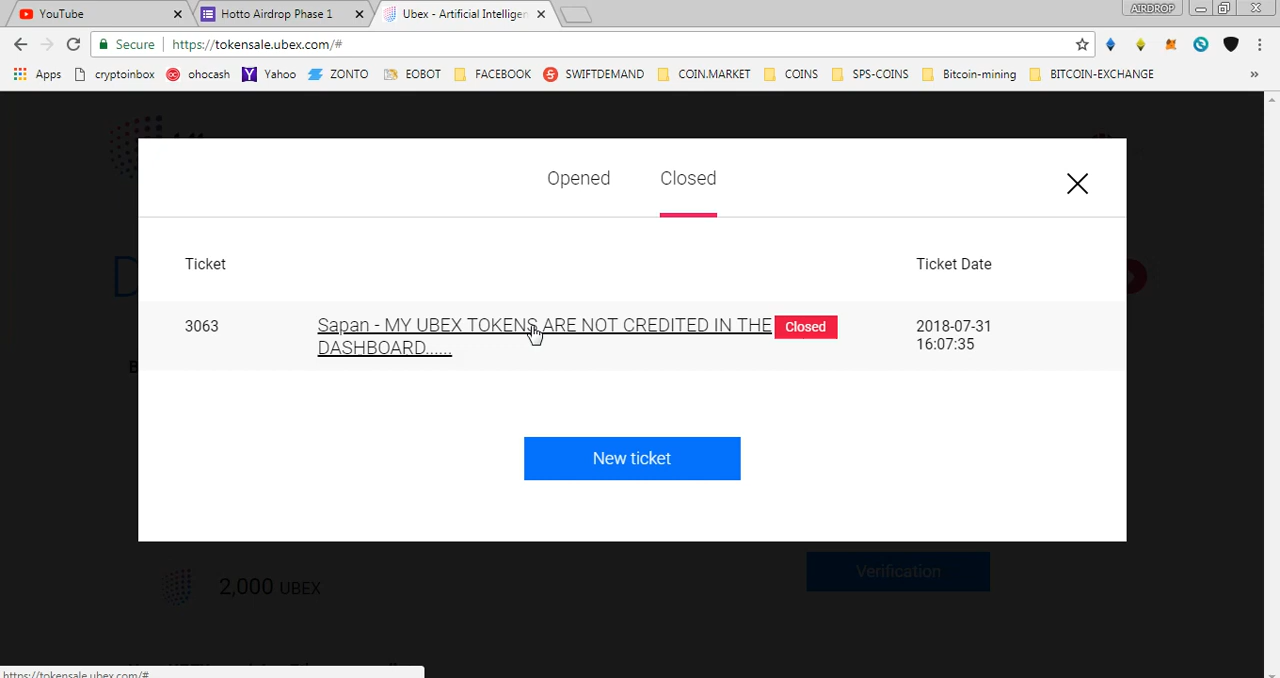 YouTube Hotto Airdrop Phase 1 Ubex - Artificial Intelligen AIRDROP
Secure https://tokensale.ubex.com/#
Apps cryptoinbox ohocash Yahoo ZONTO EOBOT FACEBOOK SWIFTDEMAND COIN.MARKET COINS SPS-COINS Bitcoin-mining BITCOIN-EXCHANGE »
Opened Closed
Ticket Ticket Date
3063 Sapan - MY UBEX TOKENS ARE NOT CREDITED IN THE Closed 2018-07-31
DASHBOARD...... 16:07:35
New ticket
Verification
2,000 UBEX
https://tokensale.ubex.com/#